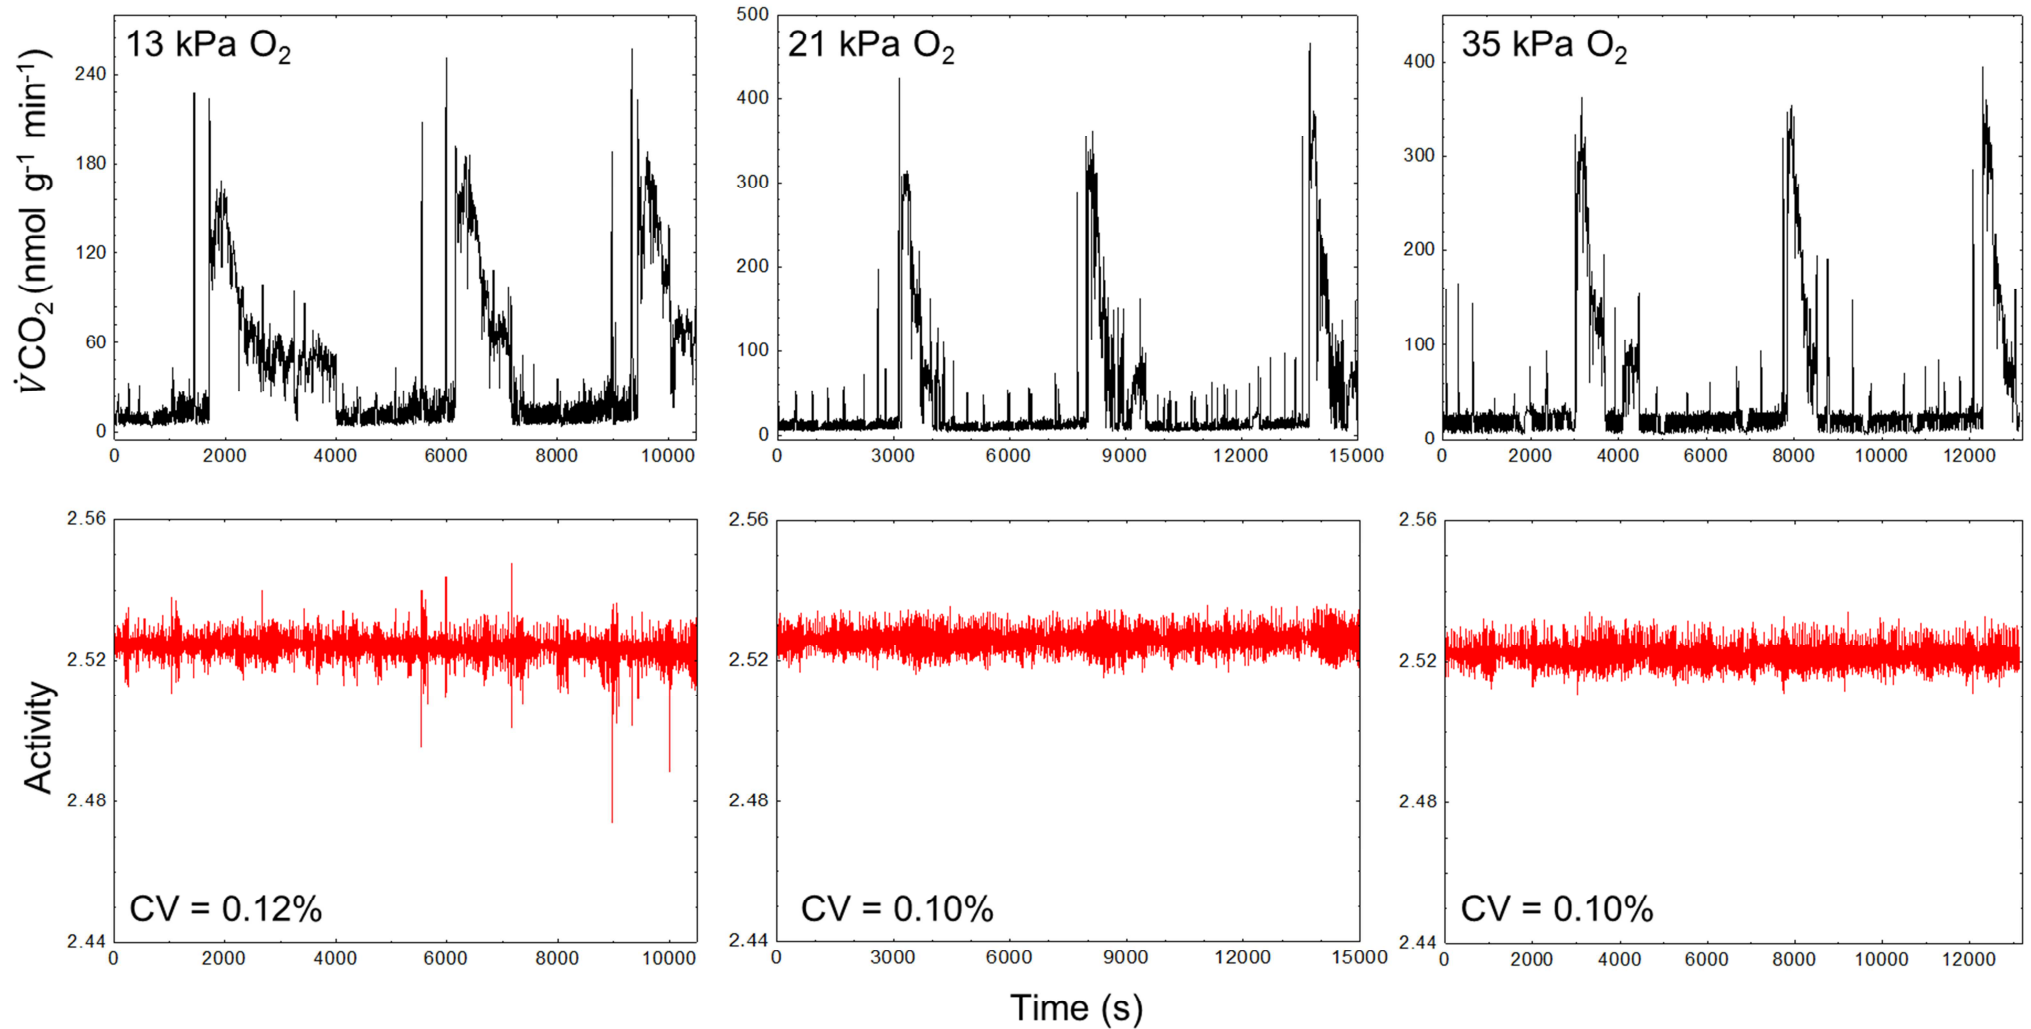 13 kPa O₂
21 kPa O₂
35 kPa O₂
V̇CO₂ (nmol g⁻¹ min⁻¹)
240
180
120
60
0
0 2000 4000 6000 8000 10000
500
400
300
200
100
0
0 3000 6000 9000 12000 15000
400
300
200
100
0
0 2000 4000 6000 8000 10000 12000
Activity
2.56
2.52
2.48
2.44
CV = 0.12%
0 2000 4000 6000 8000 10000
2.56
2.52
2.48
2.44
CV = 0.10%
0 3000 6000 9000 12000 15000
2.56
2.52
2.48
2.44
CV = 0.10%
0 2000 4000 6000 8000 10000 12000
Time (s)